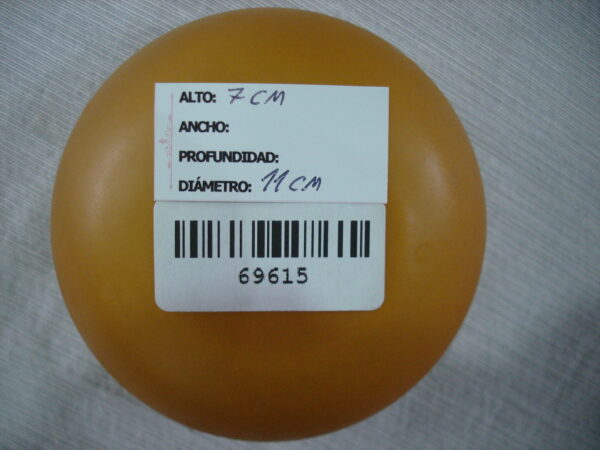 ALTO: 7 CM
ANCHO:
PROFUNDIDAD:
DIÁMETRO: 11 CM
69615